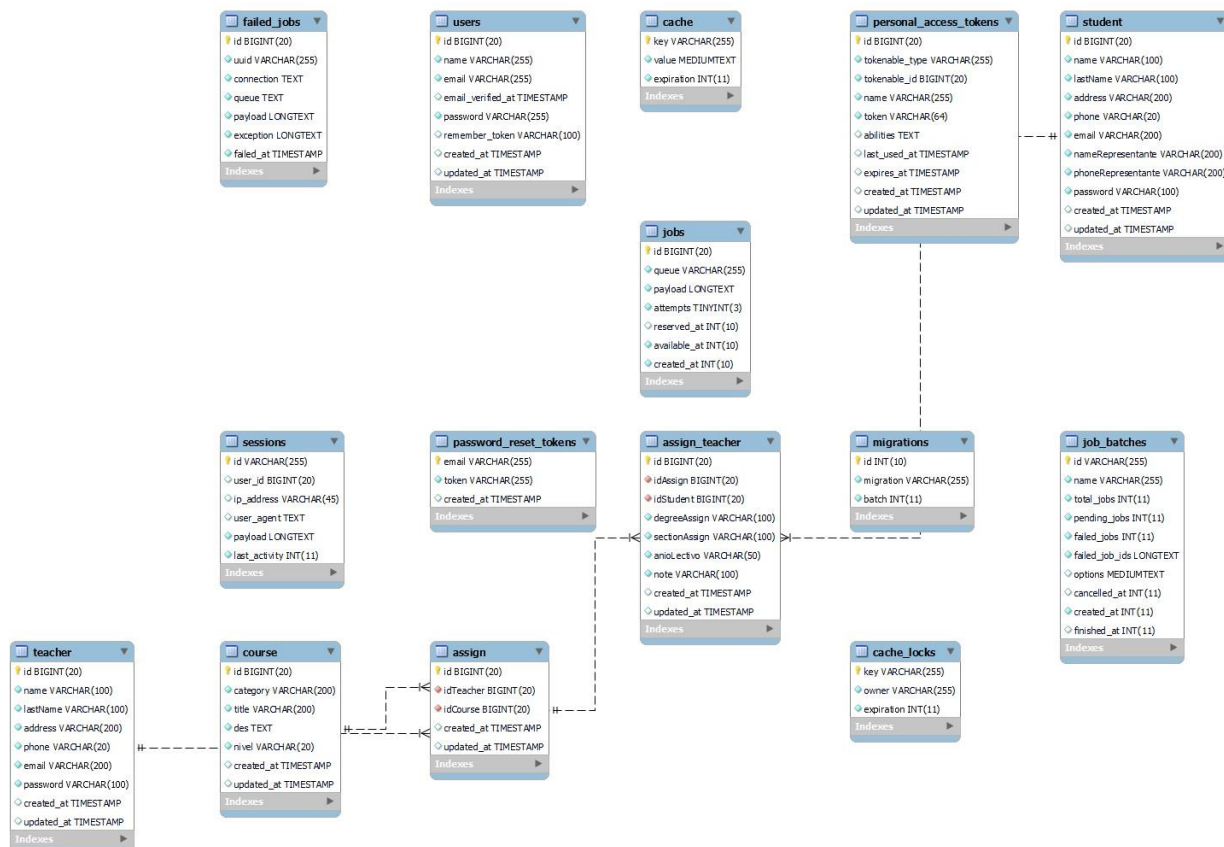 failed_jobs
id BIGINT(20)
uuid VARCHAR(255)
connection TEXT
queue TEXT
payload LONGTEXT
exception LONGTEXT
failed_at TIMESTAMP
Indexes
users
id BIGINT(20)
name VARCHAR(255)
email VARCHAR(255)
email_verified_at TIMESTAMP
password VARCHAR(255)
remember_token VARCHAR(100)
created_at TIMESTAMP
updated_at TIMESTAMP
Indexes
cache
key VARCHAR(255)
value MEDIUMTEXT
expiration INT(11)
Indexes
personal_access_tokens
id BIGINT(20)
tokenable_type VARCHAR(255)
tokenable_id BIGINT(20)
name VARCHAR(255)
token VARCHAR(64)
abilities TEXT
last_used_at TIMESTAMP
expires_at TIMESTAMP
created_at TIMESTAMP
updated_at TIMESTAMP
Indexes
student
id BIGINT(20)
name VARCHAR(100)
lastName VARCHAR(100)
address VARCHAR(200)
phone VARCHAR(20)
email VARCHAR(200)
nameRepresentante VARCHAR(200)
phoneRepresentante VARCHAR(200)
password VARCHAR(100)
created_at TIMESTAMP
updated_at TIMESTAMP
Indexes
jobs
id BIGINT(20)
queue VARCHAR(255)
payload LONGTEXT
attempts TINYINT(3)
reserved_at INT(10)
available_at INT(10)
created_at INT(10)
Indexes
sessions
id VARCHAR(255)
user_id BIGINT(20)
ip_address VARCHAR(45)
user_agent TEXT
payload LONGTEXT
last_activity INT(11)
Indexes
password_reset_tokens
email VARCHAR(255)
token VARCHAR(255)
created_at TIMESTAMP
Indexes
assign_teacher
id BIGINT(20)
idAssign BIGINT(20)
idStudent BIGINT(20)
degreeAssign VARCHAR(100)
sectionAssign VARCHAR(100)
anioLectivo VARCHAR(50)
note VARCHAR(100)
created_at TIMESTAMP
updated_at TIMESTAMP
Indexes
migrations
id INT(10)
migration VARCHAR(255)
batch INT(11)
Indexes
job_batches
id VARCHAR(255)
name VARCHAR(255)
total_jobs INT(11)
pending_jobs INT(11)
failed_jobs INT(11)
failed_job_ids LONGTEXT
options MEDIUMTEXT
cancelled_at INT(11)
created_at INT(11)
finished_at INT(11)
Indexes
teacher
id BIGINT(20)
name VARCHAR(100)
lastName VARCHAR(100)
address VARCHAR(200)
phone VARCHAR(20)
email VARCHAR(200)
password VARCHAR(100)
created_at TIMESTAMP
updated_at TIMESTAMP
Indexes
course
id BIGINT(20)
category VARCHAR(200)
title VARCHAR(200)
des TEXT
nivel VARCHAR(20)
created_at TIMESTAMP
updated_at TIMESTAMP
Indexes
assign
id BIGINT(20)
idTeacher BIGINT(20)
idCourse BIGINT(20)
created_at TIMESTAMP
updated_at TIMESTAMP
Indexes
cache_locks
key VARCHAR(255)
owner VARCHAR(255)
expiration INT(11)
Indexes